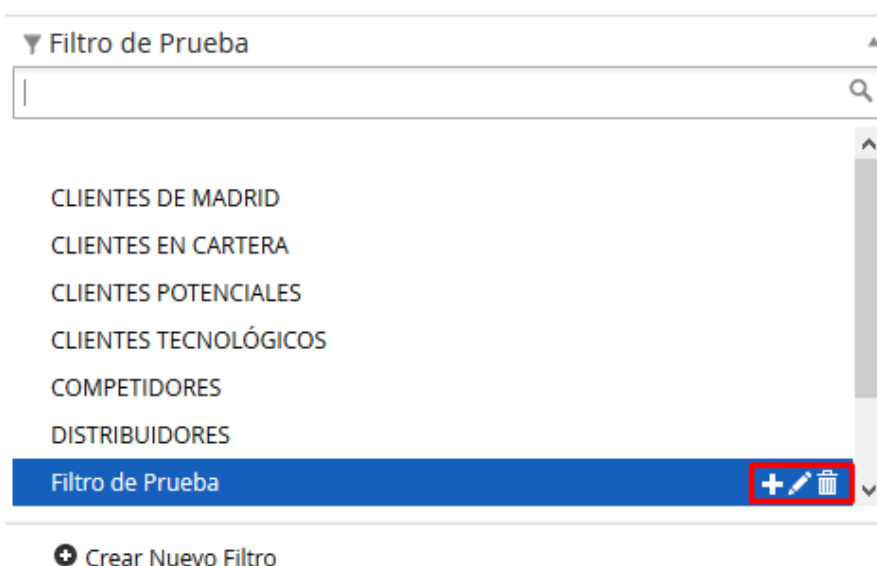 Filtro de Prueba
CLIENTES DE MADRID
CLIENTES EN CARTERA
CLIENTES POTENCIALES
CLIENTES TECNOLÓGICOS
COMPETIDORES
DISTRIBUIDORES
Filtro de Prueba
Crear Nuevo Filtro